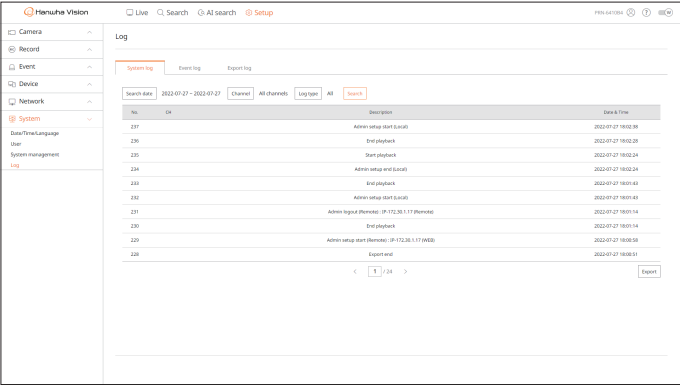 Hanwha Vision
Live Search AI search Setup PRN-6410B4 W
Camera
Record
Event
Device
Network
System
Date/Time/Language
User
System management
Log
Log
System log Event log Export log
Search date 2022-07-27 ~ 2022-07-27 Channel All channels Log type All Search
No. CH Description Date & Time
237 Admin setup start (Local) 2022-07-27 18:02:38
236 End playback 2022-07-27 18:02:28
235 Start playback 2022-07-27 18:02:24
234 Admin setup end (Local) 2022-07-27 18:02:24
233 End playback 2022-07-27 18:01:43
232 Admin setup start (Local) 2022-07-27 18:01:43
231 Admin logout (Remote) : IP-172.30.1.17 (Remote) 2022-07-27 18:01:14
230 End playback 2022-07-27 18:01:14
229 Admin setup start (Remote) : IP-172.30.1.17 (WEB) 2022-07-27 18:00:58
228 Export end 2022-07-27 18:00:51
< 1 / 24 > Export